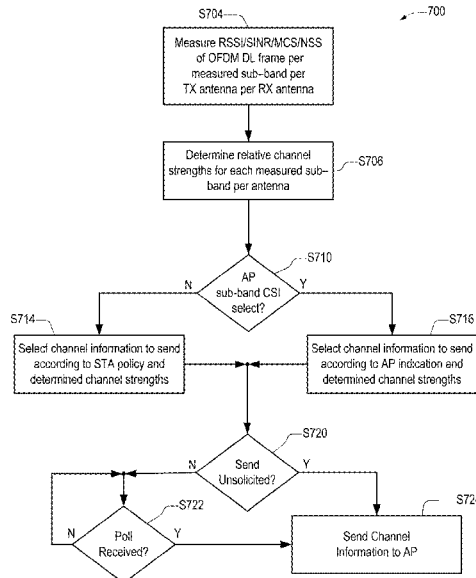 S704
700
Measure RSSI/SINR/MCS/NSS
of OFDM DL frame per
measured sub-band per
TX antenna per RX antenna
Determine relative channel
strengths for each measured sub-
band per antenna
S706
S710
AP
sub-band CSI
select?
N
Y
S714
S716
Select channel information to send
according to STA policy and
determined channel strengths
Select channel information to send
according to AP indication and
determined channel strengths
S720
Send
Unsolicited?
N
Y
S722
Poll
Received?
N
Y
Send Channel
Information to AP